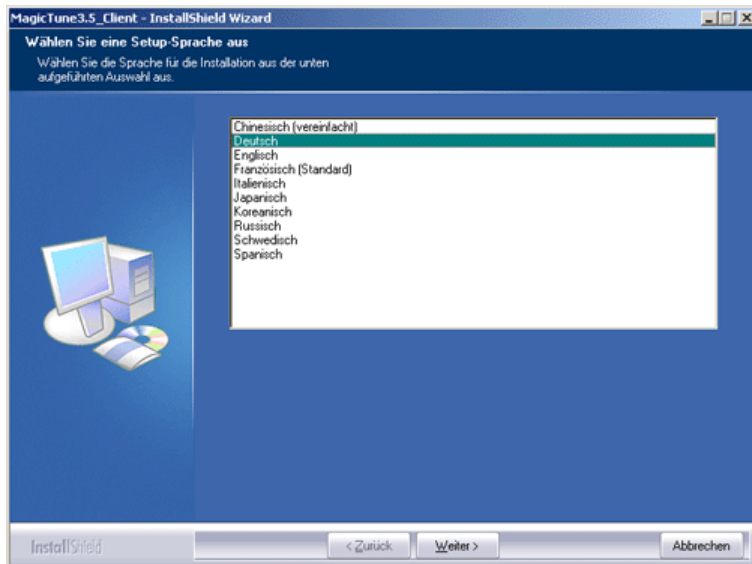 MagicTune3.5_Client - InstallShield Wizard
Wählen Sie eine Setup-Sprache aus
Wählen Sie die Sprache für die Installation aus der unten
aufgeführten Auswahl aus.
Chinesisch (vereinfacht)
Deutsch
Englisch
Französisch (Standard)
Italienisch
Japanisch
Koreanisch
Russisch
Schwedisch
Spanisch
InstallShield
< Zurück
Weiter >
Abbrechen